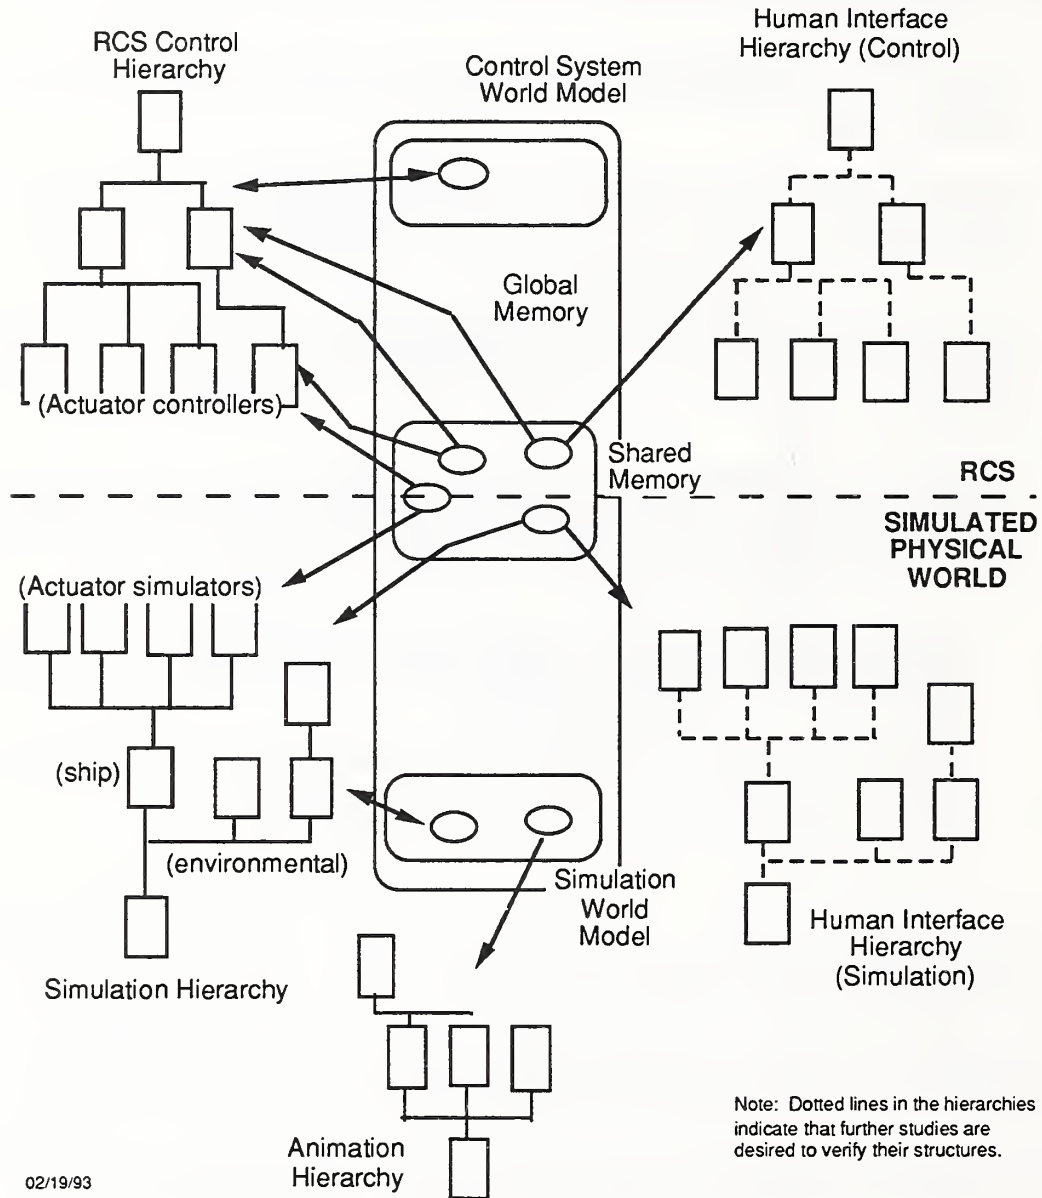 RCS Control
Hierarchy
Control System
World Model
Human Interface
Hierarchy (Control)
Global
Memory
(Actuator controllers)
Shared
Memory
RCS
SIMULATED
PHYSICAL
WORLD
(Actuator simulators)
(ship)
(environmental)
Simulation Hierarchy
Simulation
World
Model
Human Interface
Hierarchy
(Simulation)
Animation
Hierarchy
Note: Dotted lines in the hierarchies
indicate that further studies are
desired to verify their structures.
02/19/93